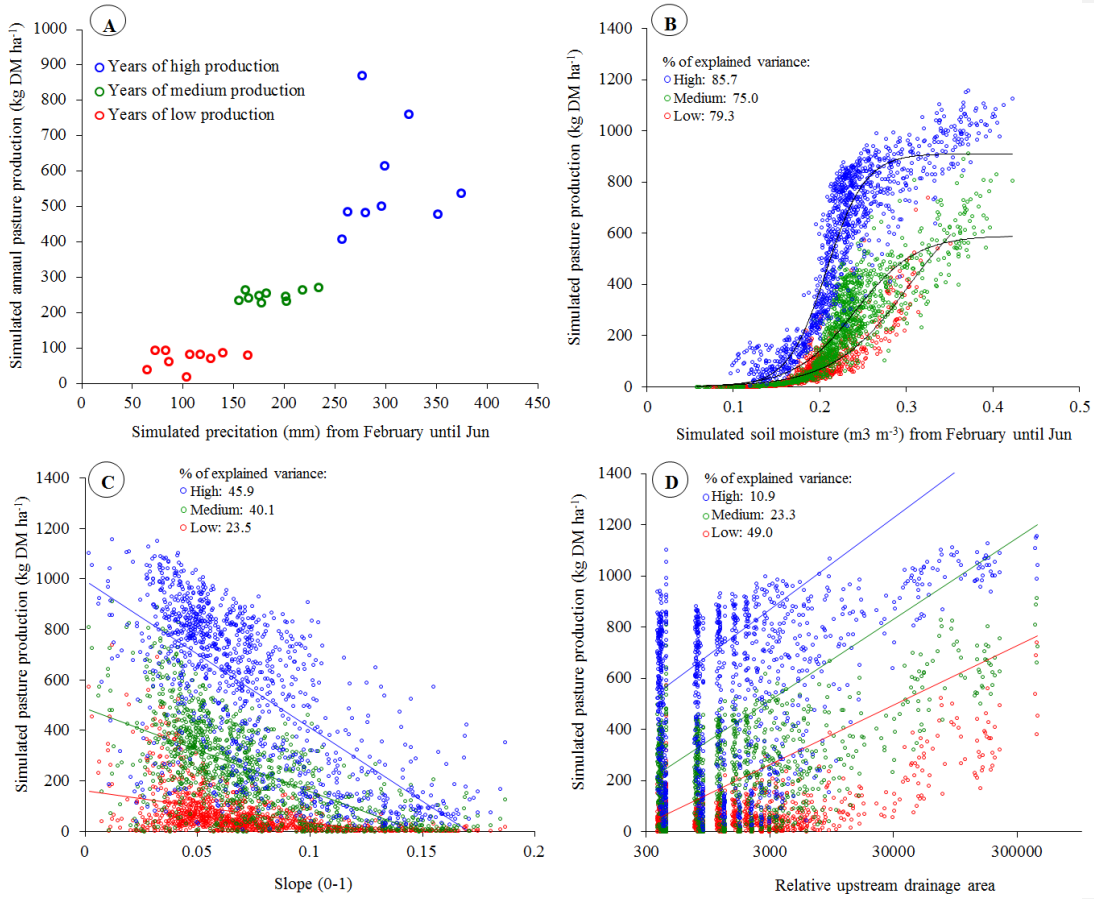 A
Simulated amaul pasture production (kg DM ha⁻¹)
1000
900
800
700
600
500
400
300
200
100
0
Years of high production
Years of medium production
Years of low production
0 50 100 150 200 250 300 350 400 450
Simulated precitation (mm) from February until Jun
B
Simulated pasture production (kg DM ha⁻¹)
1400
1200
1000
800
600
400
200
0
% of explained variance:
High: 85.7
Medium: 75.0
Low: 79.3
0 0.1 0.2 0.3 0.4 0.5
Simulated soil moisture (m3 m⁻³) from February until Jun
C
Simulated pasture production (kg DM ha⁻¹)
1400
1200
1000
800
600
400
200
0
% of explained variance:
High: 45.9
Medium: 40.1
Low: 23.5
0 0.05 0.1 0.15 0.2
Slope (0-1)
D
Simulated pasture production (kg DM ha⁻¹)
1400
1200
1000
800
600
400
200
0
% of explained variance:
High: 10.9
Medium: 23.3
Low: 49.0
300 3000 30000 300000
Relative upstream drainage area